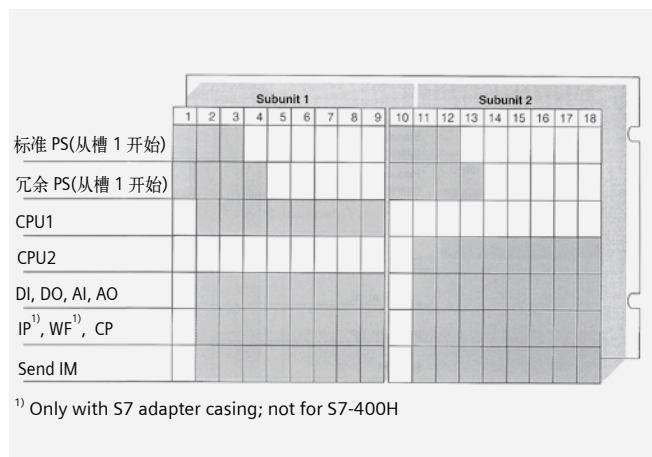 Subunit 1 Subunit 2
1 2 3 4 5 6 7 8 9 10 11 12 13 14 15 16 17 18
标准 PS(从槽 1 开始)
冗余 PS(从槽 1 开始)
CPU1
CPU2
DI, DO, AI, AO
IP1), WF1), CP
Send IM
1) Only with S7 adapter casing; not for S7-400H